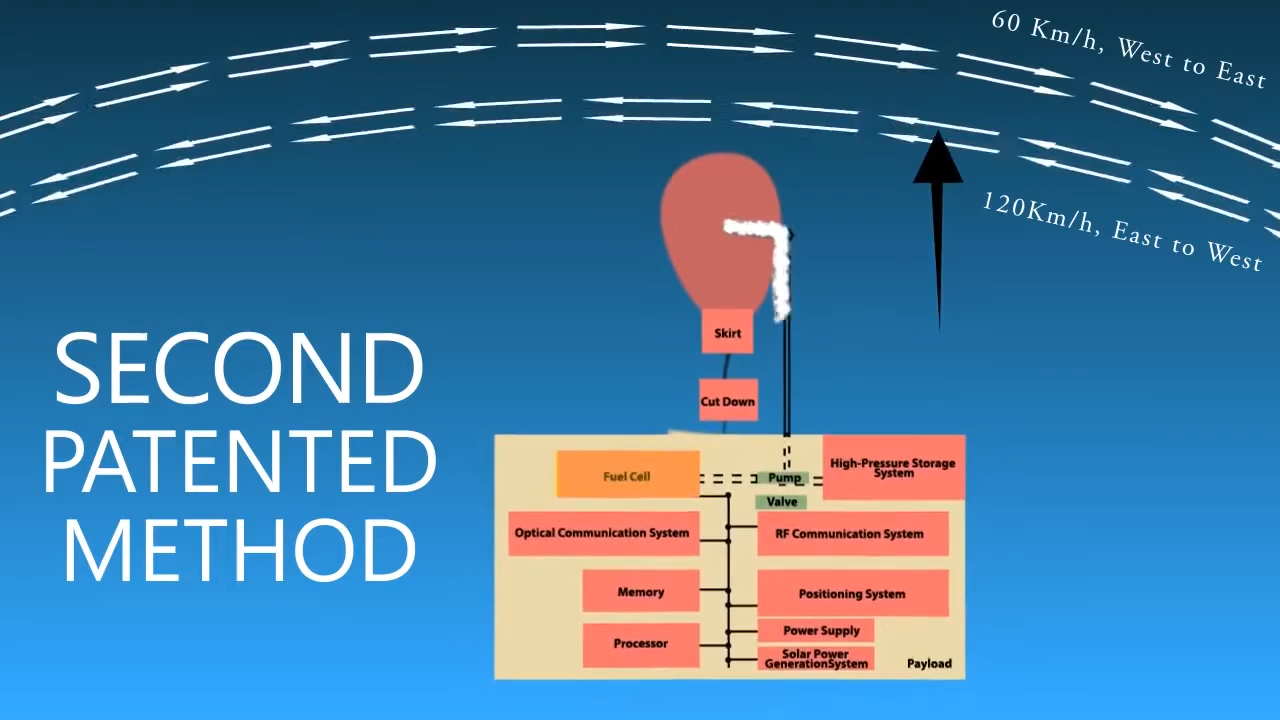 60 Km/h, West to East
120Km/h, East to West
SECOND
PATENTED
METHOD
Skirt
Cut Down
Fuel Cell
Pump
High-Pressure Storage
System
Valve
Optical Communication System
RF Communication System
Memory
Positioning System
Processor
Power Supply
Solar Power
GenerationSystem
Payload